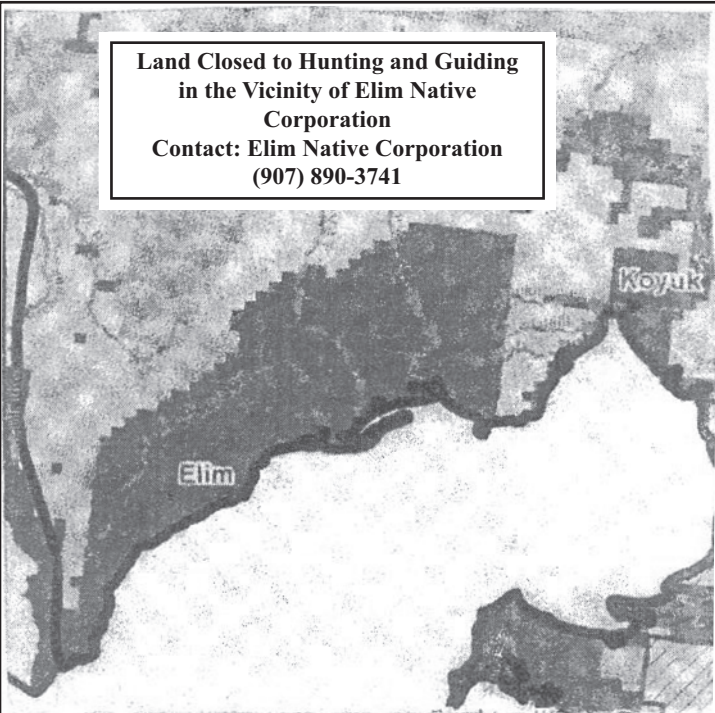 Land Closed to Hunting and Guiding
in the Vicinity of Elim Native
Corporation
Contact: Elim Native Corporation
(907) 890-3741
Koyuk
Elim